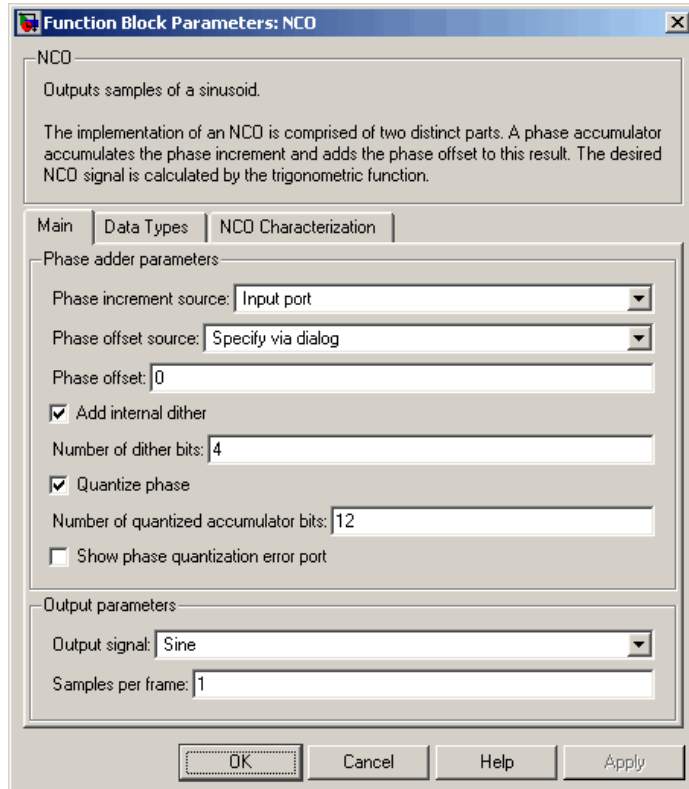 Function Block Parameters: NCO
NCO
Outputs samples of a sinusoid.
The implementation of an NCO is comprised of two distinct parts. A phase accumulator
accumulates the phase increment and adds the phase offset to this result. The desired
NCO signal is calculated by the trigonometric function.
Main Data Types NCO Characterization
Phase adder parameters
Phase increment source: Input port
Phase offset source: Specify via dialog
Phase offset: 0
Add internal dither
Number of dither bits: 4
Quantize phase
Number of quantized accumulator bits: 12
Show phase quantization error port
Output parameters
Output signal: Sine
Samples per frame: 1
OK Cancel Help Apply